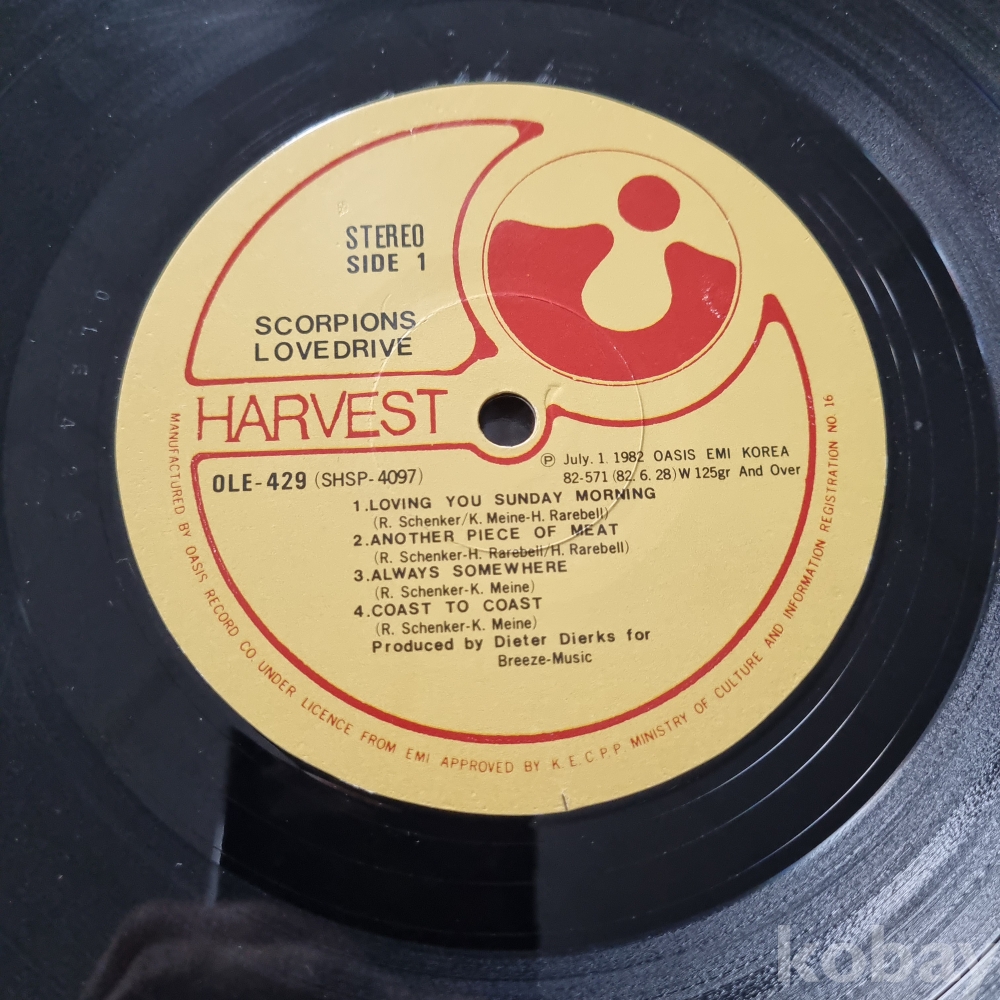 STEREO
SIDE 1
SCORPIONS
LOVEDRIVE
HARVEST
OLE-429 (SHSP-4097)
Ⓟ July. 1. 1982 OASIS EMI KOREA
82-571 (82. 6. 28) W 125gr And Over
1.LOVING YOU SUNDAY MORNING
(R. Schenker/K. Meine-H. Rarebell)
2.ANOTHER PIECE OF MEAT
(R. Schenker-H. Rarebell/H. Rarebell)
3.ALWAYS SOMEWHERE
(R. Schenker-K. Meine)
4.COAST TO COAST
(R. Schenker-K. Meine)
Produced by Dieter Dierks for
Breeze-Music
MANUFACTURED BY OASIS RECORD CO. UNDER LICENCE FROM EMI APPROVED BY K.E.C.P.P. MINISTRY OF CULTURE AND INFORMATION REGISTRATION NO. 16
OLE 429
kobay